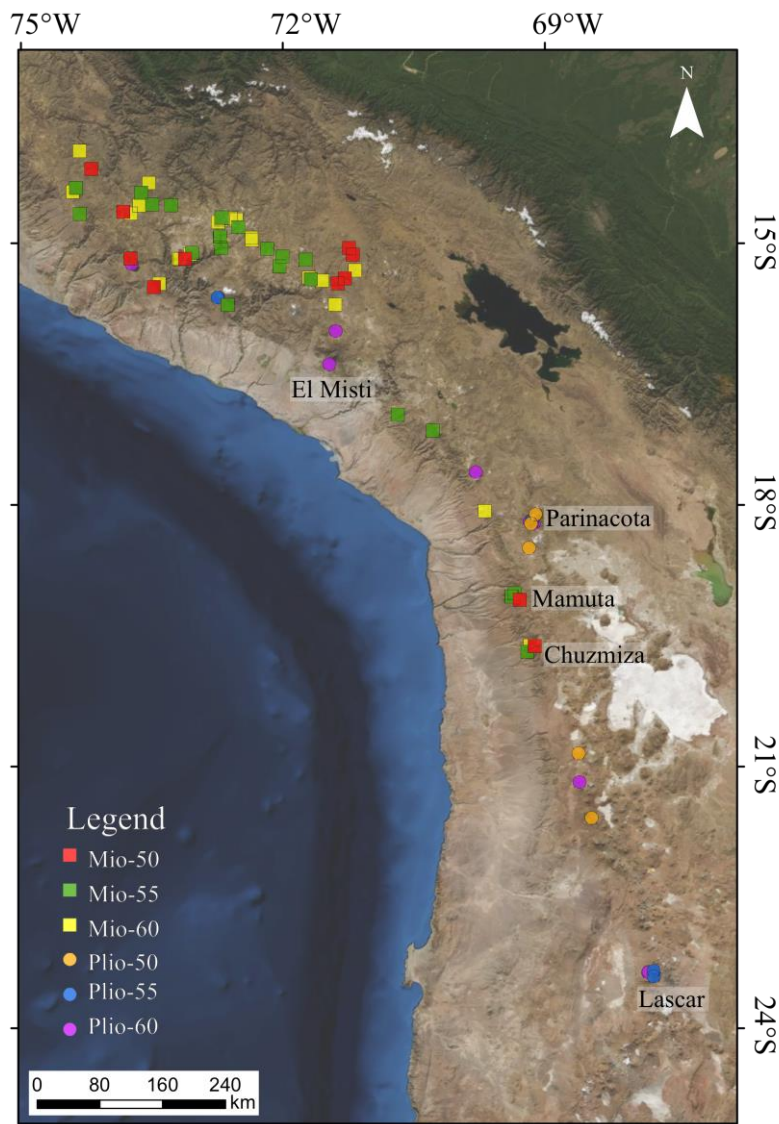 75°W
72°W
69°W
N
15°S
El Misti
18°S
Parinacota
Mamuta
Chuzmiza
21°S
Legend
Mio-50
Mio-55
Mio-60
Plio-50
Plio-55
Plio-60
Lascar
24°S
0 80 160 240
km